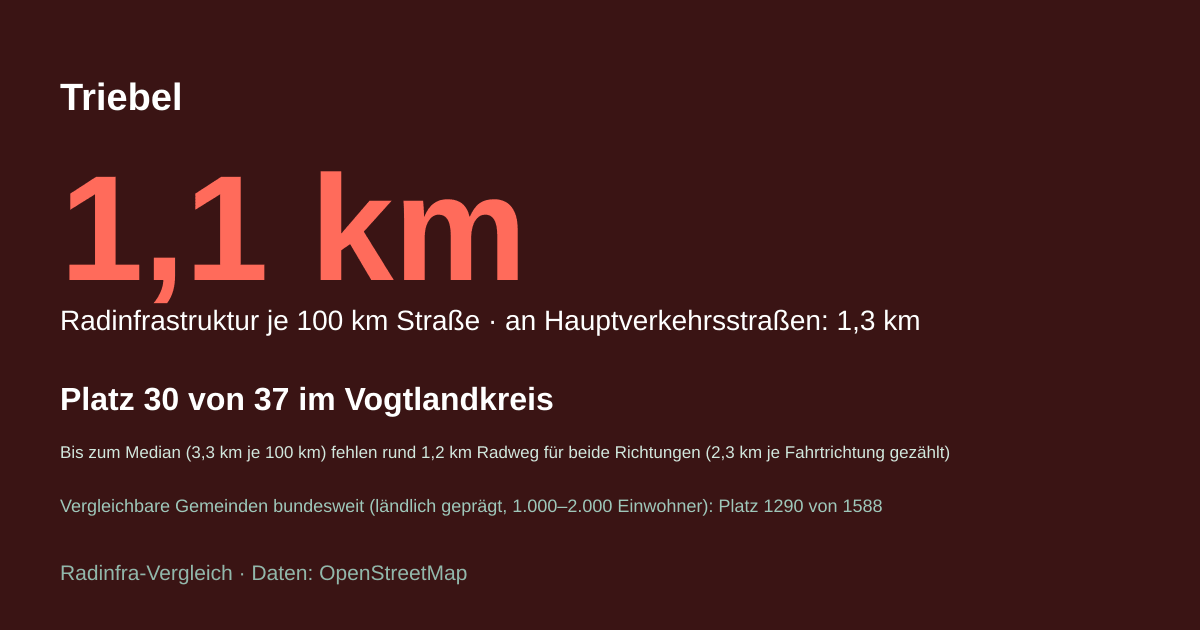 Triebel
1,1 km
Radinfrastruktur je 100 km Straße · an Hauptverkehrsstraßen: 1,3 km
Platz 30 von 37 im Vogtlandkreis
Bis zum Median (3,3 km je 100 km) fehlen rund 1,2 km Radweg für beide Richtungen (2,3 km je Fahrtrichtung gezählt)
Vergleichbare Gemeinden bundesweit (ländlich geprägt, 1.000–2.000 Einwohner): Platz 1290 von 1588
Radinfra-Vergleich · Daten: OpenStreetMap